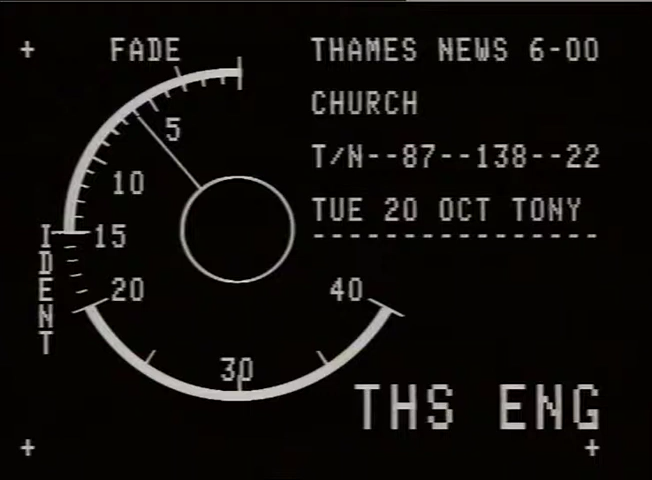 FADE
THAMES NEWS 6-00
CHURCH
T/N--87--138--22
TUE 20 OCT TONY
----------------
5
10
15
20
30
40
IDENT
THS ENG